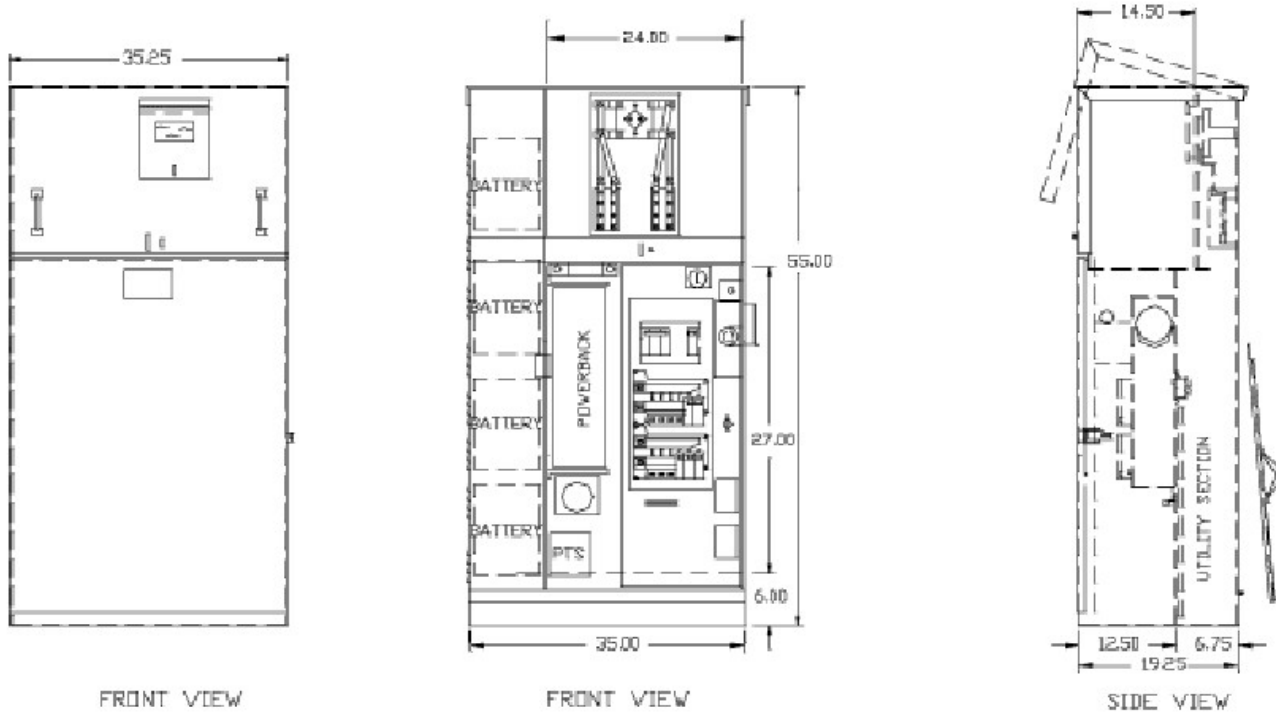 35.25
FRONT VIEW
24.00
BATTERY
BATTERY
BATTERY
BATTERY
POWERBACK
PTS
55.00
27.00
6.00
35.00
FRONT VIEW
14.50
UTILITY SECTION
12.50
6.75
19.25
SIDE VIEW